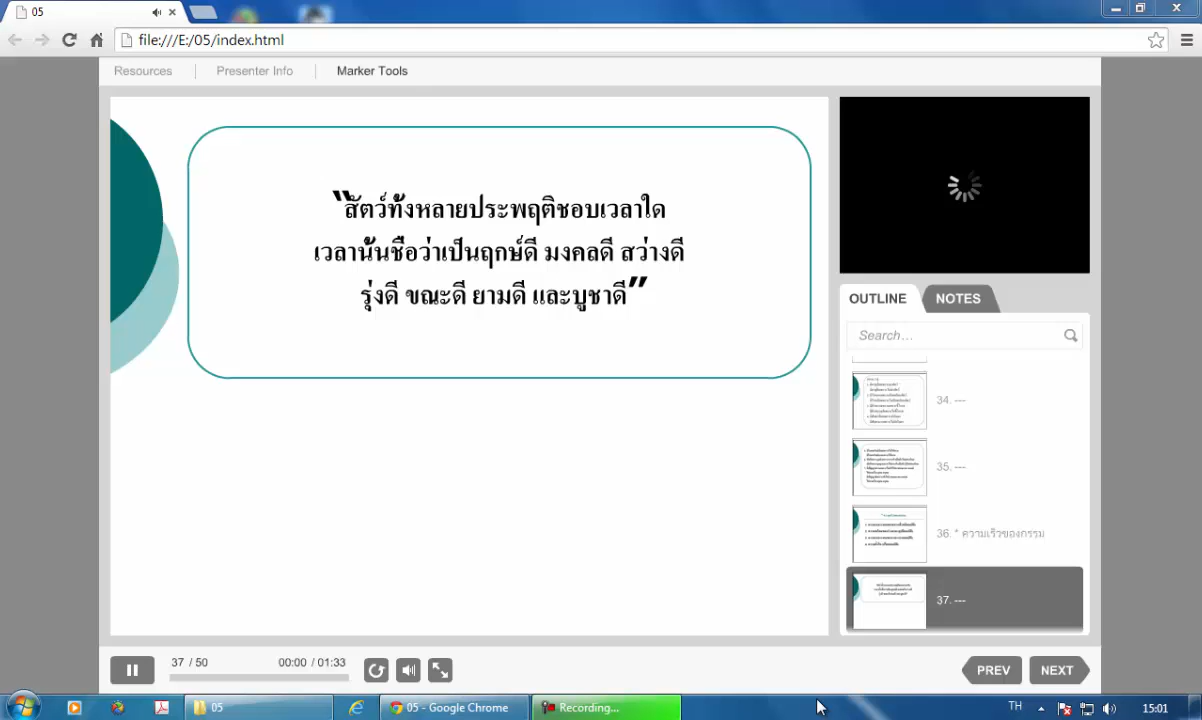 05
file:///E:/05/index.html
Resources
Presenter Info
Marker Tools
“สัตว์ทั้งหลายประพฤติชอบเวลาใด
เวลานั้นชื่อว่าเป็นฤกษ์ดี มงคลดี สว่างดี
รุ่งดี ขณะดี ยามดี และบูชาดี”
OUTLINE
NOTES
Search...
34. ---
35. ---
36. * ความเร็วของกรรม
37. ---
37 / 50
00:00 / 01:33
PREV
NEXT
05
05 - Google Chrome
Recording...
TH
15:01